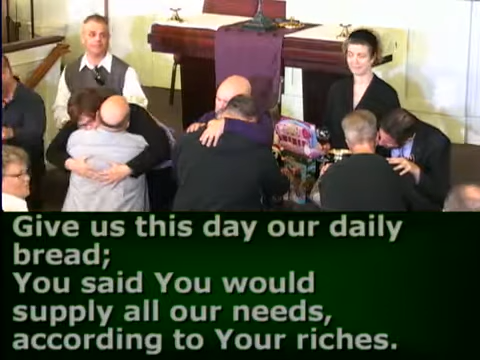 Give us this day our daily
bread;
You said You would
supply all our needs,
according to Your riches.